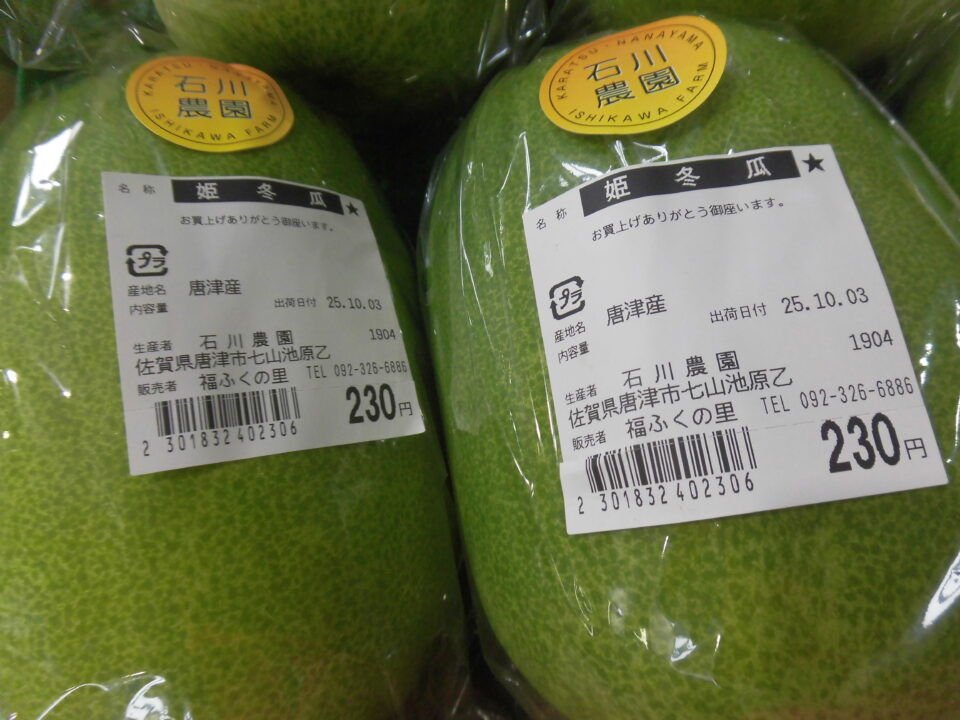 KARATSU・NANAYAMA
石川
農園
ISHIKAWA FARM
名称 姫冬瓜★
お買上げありがとう御座います。
プラ
産地名 唐津産
内容量 出荷日付 25.10.03
1904
生産者 石川農園
佐賀県唐津市七山池原乙
販売者 福ふくの里 TEL 092-326-6886
230円
2 301832 402306
KARATSU・NANAYAMA
石川
農園
ISHIKAWA FARM
名称 姫冬瓜★
お買上げありがとう御座います。
プラ
産地名 唐津産
内容量 出荷日付 25.10.03
1904
生産者 石川農園
佐賀県唐津市七山池原乙
販売者 福ふくの里 TEL 092-326-6886
230円
2 301832 402306